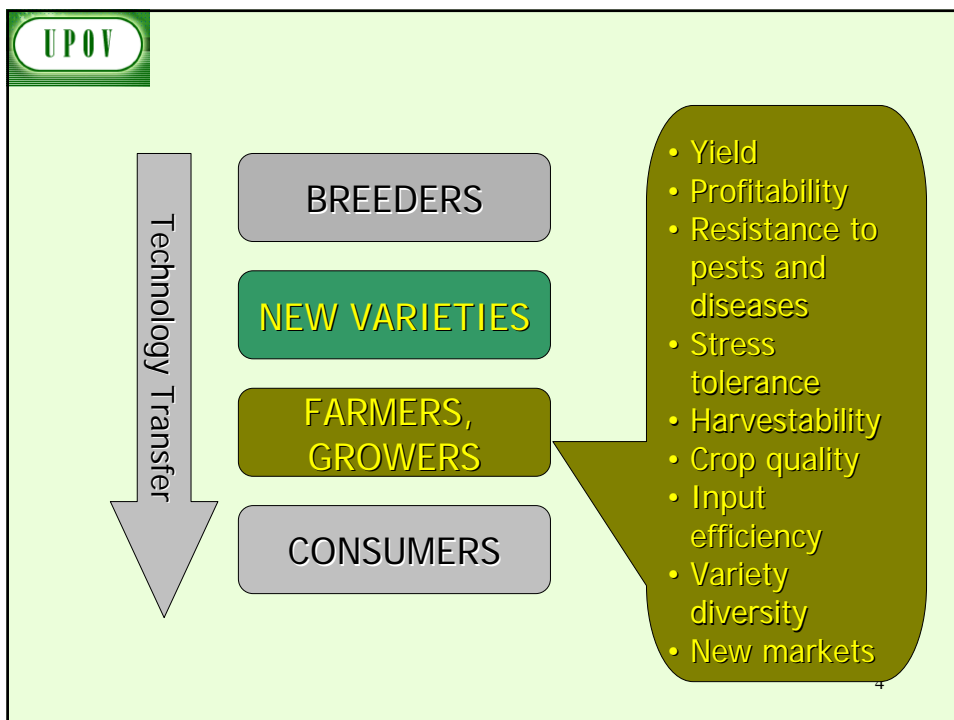 UPOV
Technology Transfer
BREEDERS
NEW VARIETIES
FARMERS,
GROWERS
CONSUMERS
• Yield
• Profitability
• Resistance to
pests and
diseases
• Stress
tolerance
• Harvestability
• Crop quality
• Input
efficiency
• Variety
diversity
• New markets
4